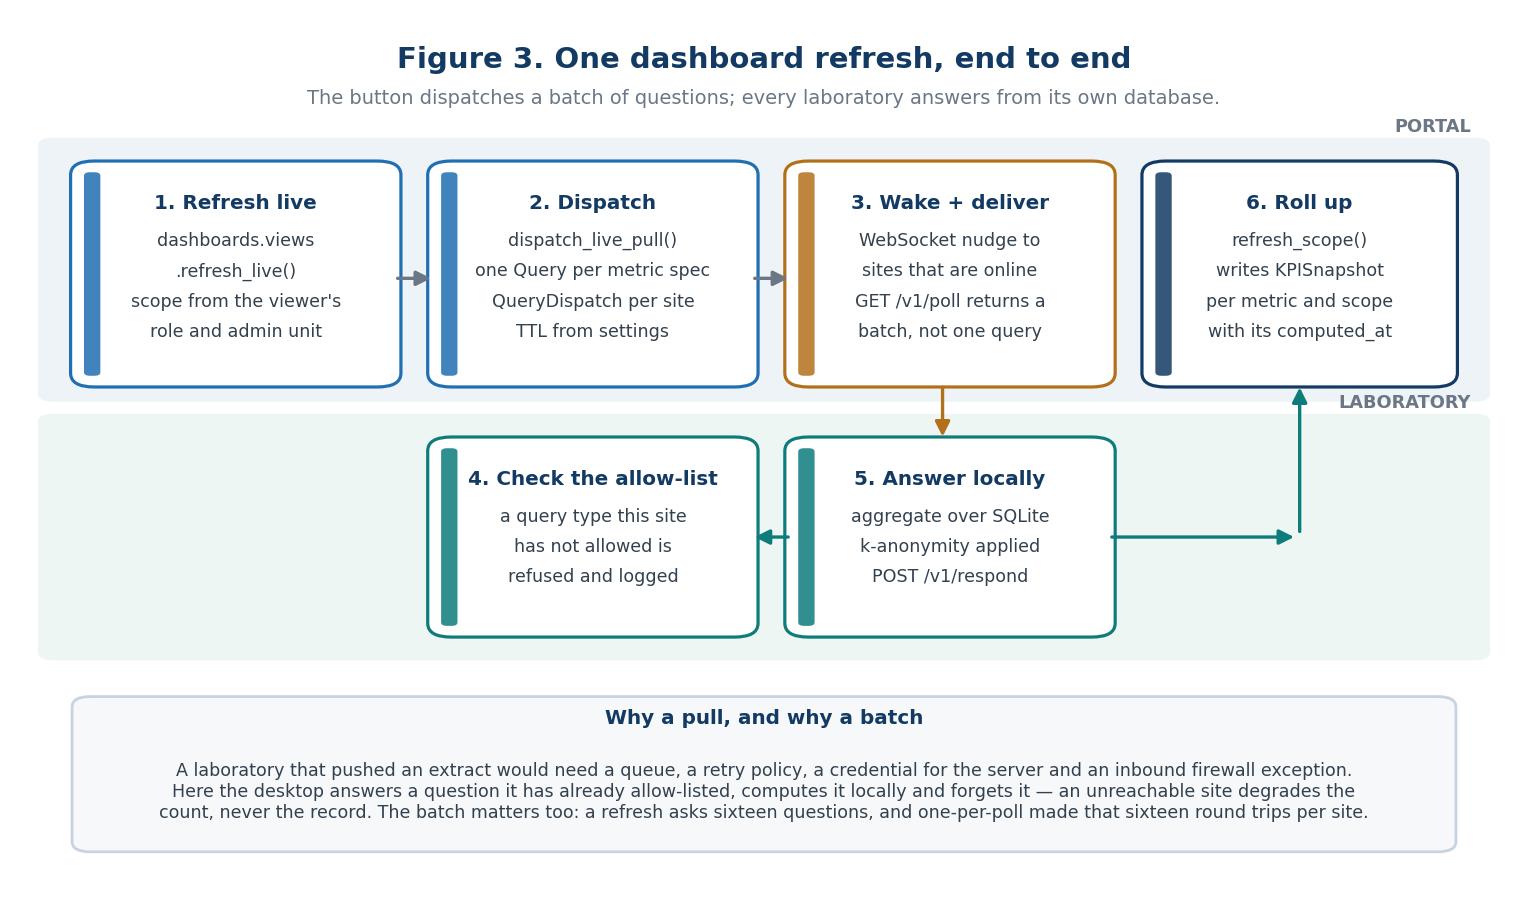 Figure 3. One dashboard refresh, end to end
The button dispatches a batch of questions; every laboratory answers from its own database.
PORTAL
1. Refresh live
dashboards.views
.refresh_live()
scope from the viewer's
role and admin unit
2. Dispatch
dispatch_live_pull()
one Query per metric spec
QueryDispatch per site
TTL from settings
3. Wake + deliver
WebSocket nudge to
sites that are online
GET /v1/poll returns a
batch, not one query
6. Roll up
refresh_scope()
writes KPISnapshot
per metric and scope
with its computed_at
LABORATORY
4. Check the allow-list
a query type this site
has not allowed is
refused and logged
5. Answer locally
aggregate over SQLite
k-anonymity applied
POST /v1/respond
Why a pull, and why a batch
A laboratory that pushed an extract would need a queue, a retry policy, a credential for the server and an inbound firewall exception.
Here the desktop answers a question it has already allow-listed, computes it locally and forgets it — an unreachable site degrades the
count, never the record. The batch matters too: a refresh asks sixteen questions, and one-per-poll made that sixteen round trips per site.